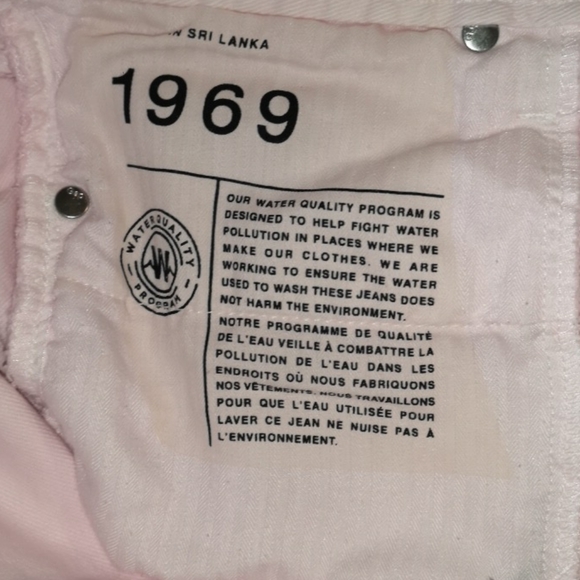 IN SRI LANKA
1969
WATER QUALITY
PROGRAM
OUR WATER QUALITY PROGRAM IS
DESIGNED TO HELP FIGHT WATER
POLLUTION IN PLACES WHERE WE
MAKE OUR CLOTHES. WE ARE
WORKING TO ENSURE THE WATER
USED TO WASH THESE JEANS DOES
NOT HARM THE ENVIRONMENT.
NOTRE PROGRAMME DE QUALITÉ
DE L'EAU VEILLE À COMBATTRE LA
POLLUTION DE L'EAU DANS LES
ENDROITS OÙ NOUS FABRIQUONS
NOS VÊTEMENTS. NOUS TRAVAILLONS
POUR QUE L'EAU UTILISÉE POUR
LAVER CE JEAN NE NUISE PAS À
L'ENVIRONNEMENT.